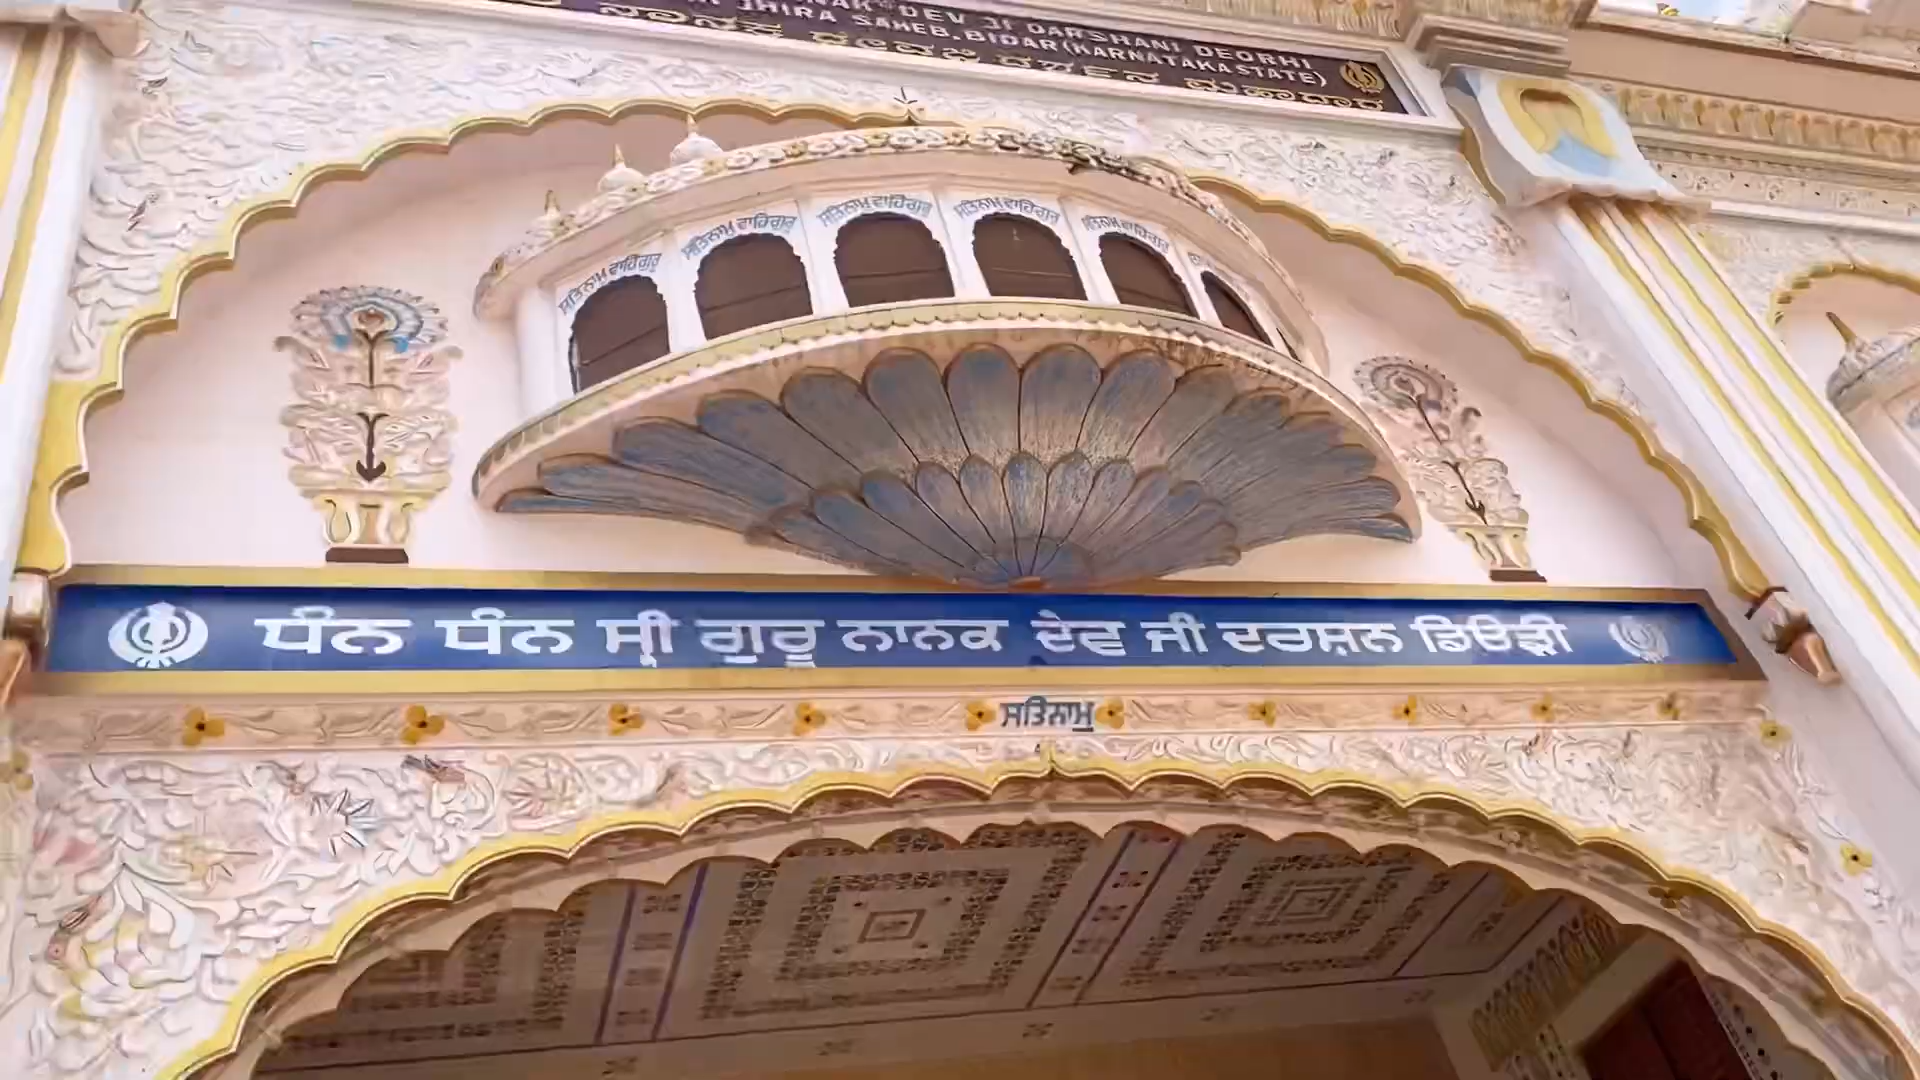 DEV JI DARSHANI DEORHI
JHIRA SAHEB, BIDAR (KARNATAKA STATE)
ਸਤਿਨਾਮੁ ਵਾਹਿਗੁਰੂ
ਸਤਿਨਾਮੁ ਵਾਹਿਗੁਰੂ
ਸਤਿਨਾਮੁ ਵਾਹਿਗੁਰੂ
ਸਤਿਨਾਮੁ ਵਾਹਿਗੁਰੂ
ਸਤਿਨਾਮੁ ਵਾਹਿਗੁਰੂ
ਧੰਨ ਧੰਨ ਸ੍ਰੀ ਗੁਰੂ ਨਾਨਕ ਦੇਵ ਜੀ ਦਰਸ਼ਨ ਡਿਓੜੀ
ਸਤਿਨਾਮੁ